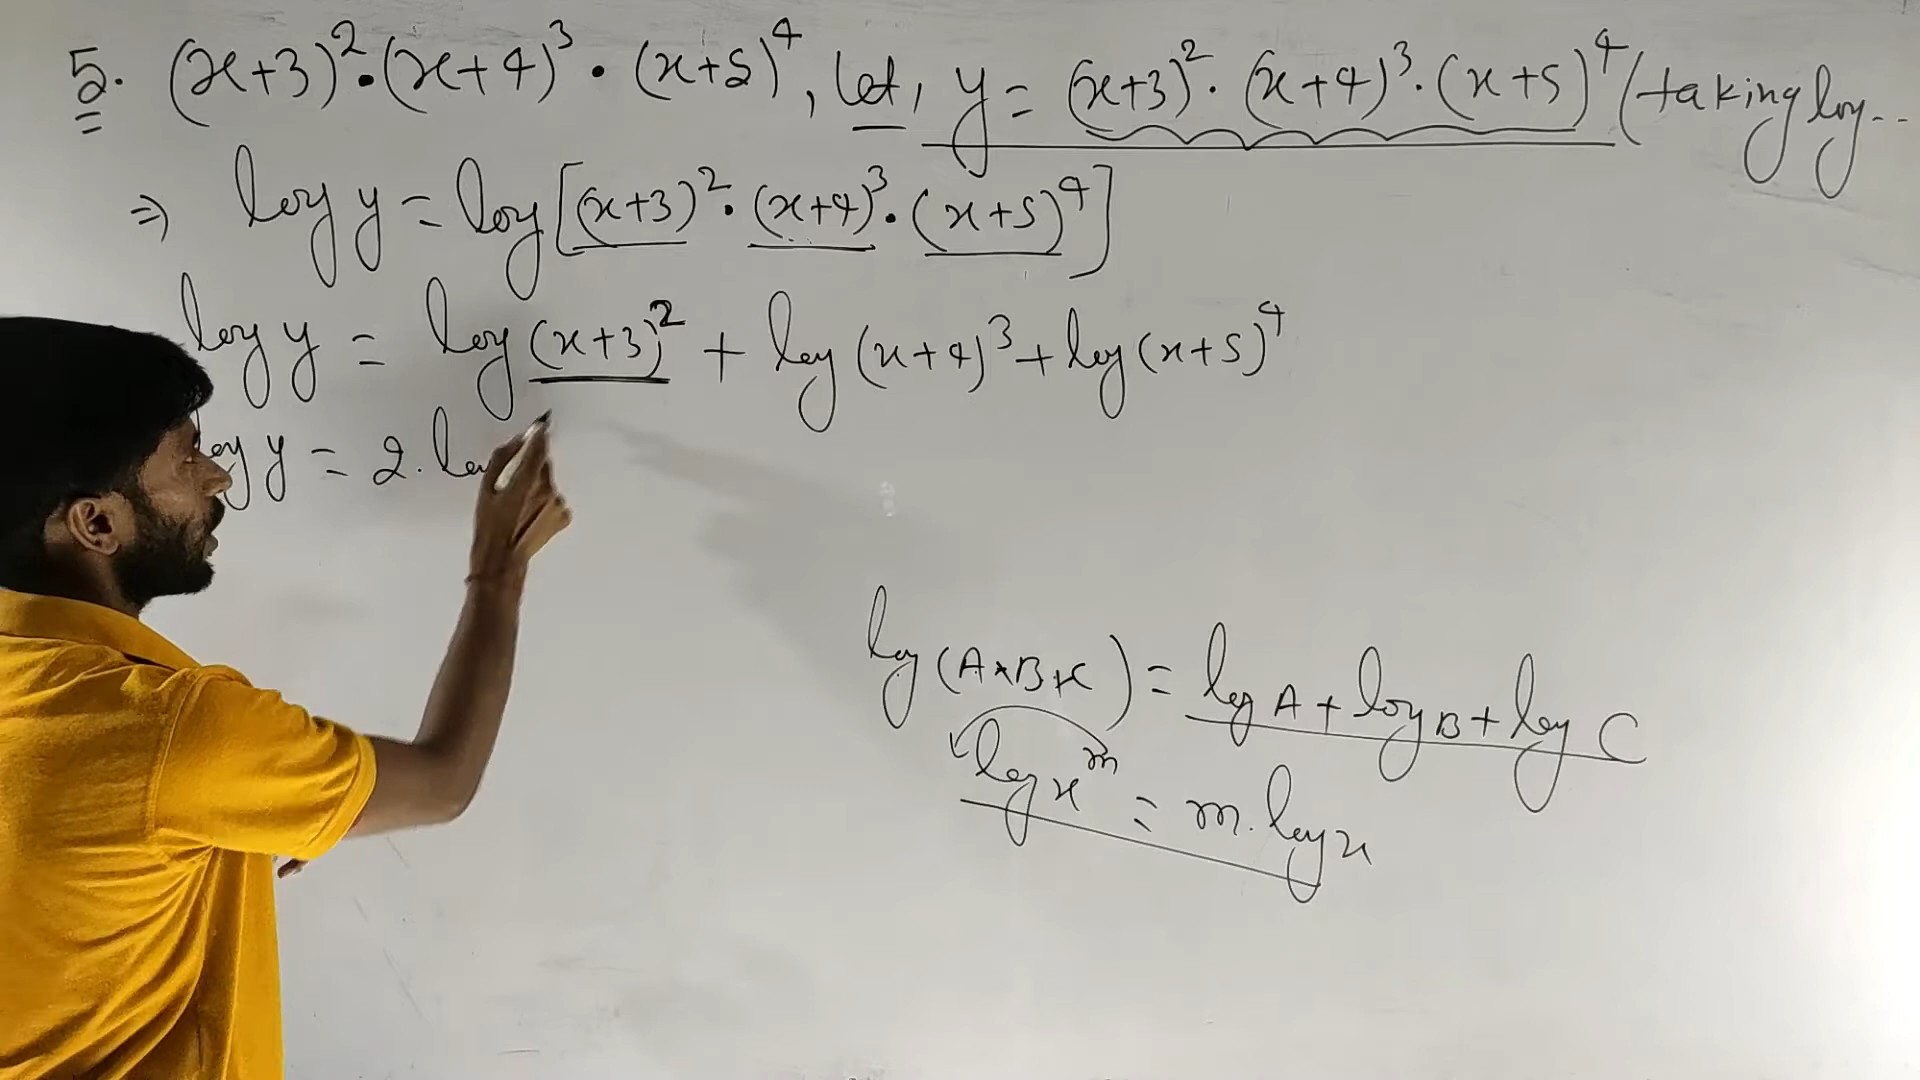 5. (x+3)²·(x+4)³·(x+5)⁴, let, y = (x+3)²·(x+4)³·(x+5)⁴ (taking log...
⇒ log y = log[(x+3)²·(x+4)³·(x+5)⁴]
log y = log(x+3)² + log(x+4)³ + log(x+5)⁴
log y = 2. lo
log(A×B×C) = log A + log B + log C
log xᵐ = m. log x